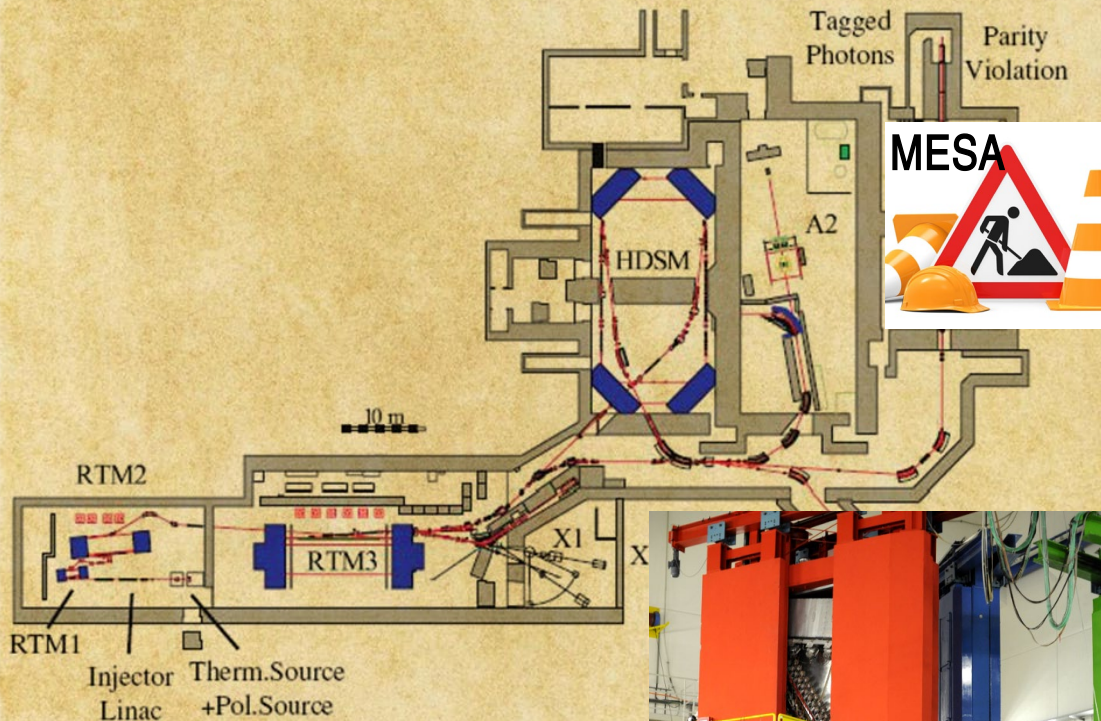 Tagged
Photons
Parity
Violation
MESA
A2
HDSM
10 m
RTM2
RTM3
X1
X
RTM1
Injector
Linac
Therm.Source
+Pol.Source